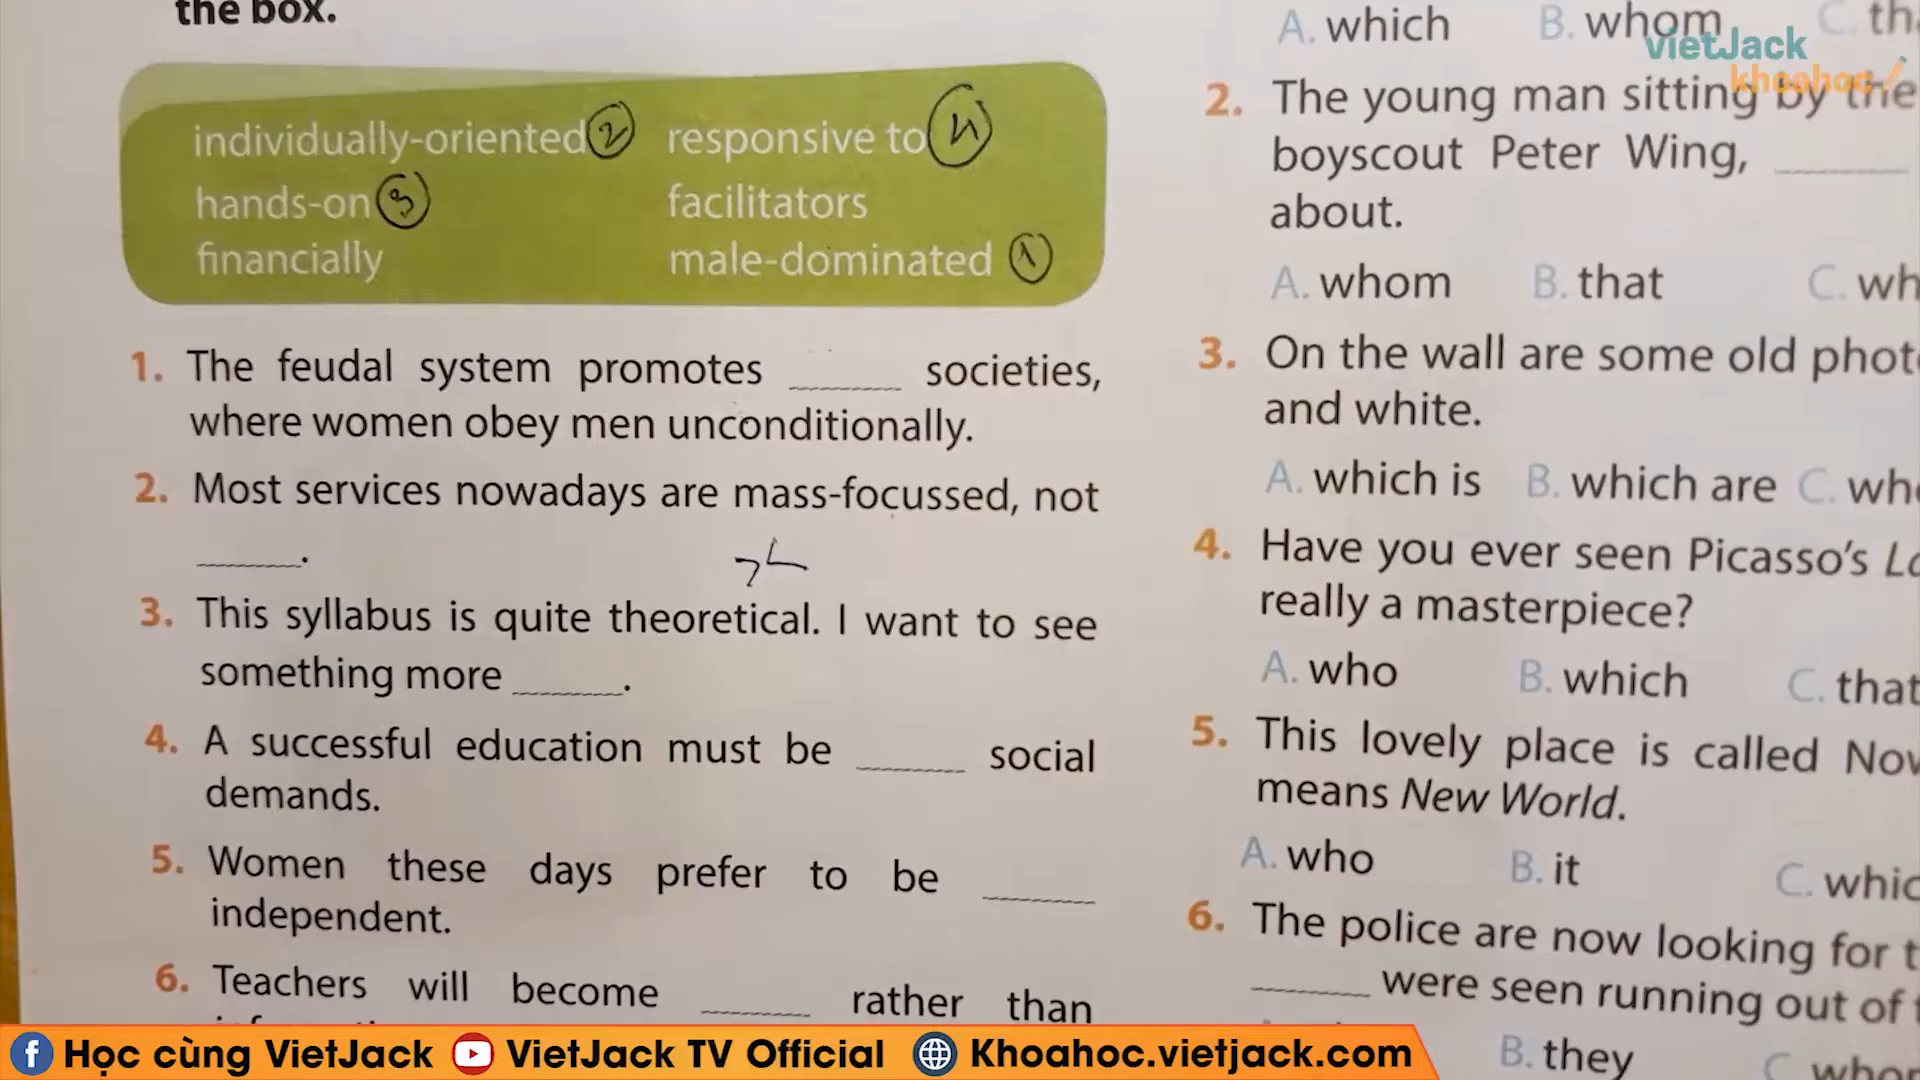 the box.
individually-oriented 2 responsive to 4
hands-on 3 facilitators
financially male-dominated 1
1. The feudal system promotes ______ societies,
where women obey men unconditionally.
2. Most services nowadays are mass-focussed, not
______.
3. This syllabus is quite theoretical. I want to see
something more ______.
4. A successful education must be ______ social
demands.
5. Women these days prefer to be ______
independent.
6. Teachers will become ______ rather than
A. which B. whom C.
2. The young man sitting by the
boyscout Peter Wing, ______
about.
A. whom B. that C.
3. On the wall are some old
and white.
A. which is B. which are C.
4. Have you ever seen Picasso's
really a masterpiece?
A. who B. which C. that
5. This lovely place is called
means New World.
A. who B. it C.
6. The police are now looking for
______ were seen running out of
B. they C.
vietJack
khoahoc
Học cùng VietJack VietJack TV Official Khoahoc.vietjack.com